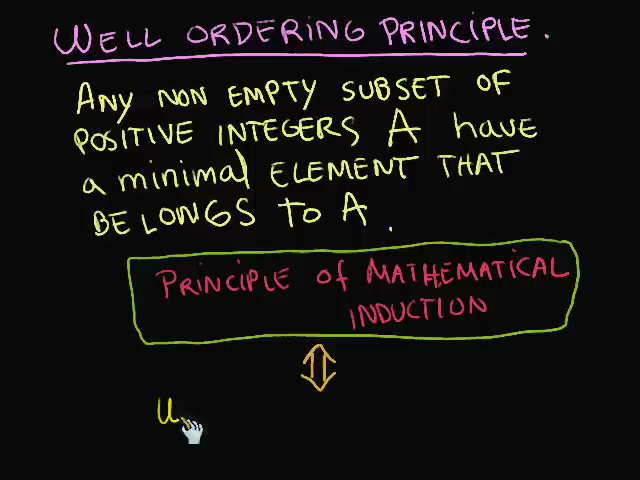 WELL ORDERING PRINCIPLE.
ANY NON EMPTY SUBSET OF
POSITIVE INTEGERS A have
a minimal ELEMENT THAT
BELONGS TO A.
PRINCIPLE of MATHEMATICAL
INDUCTION
⇕